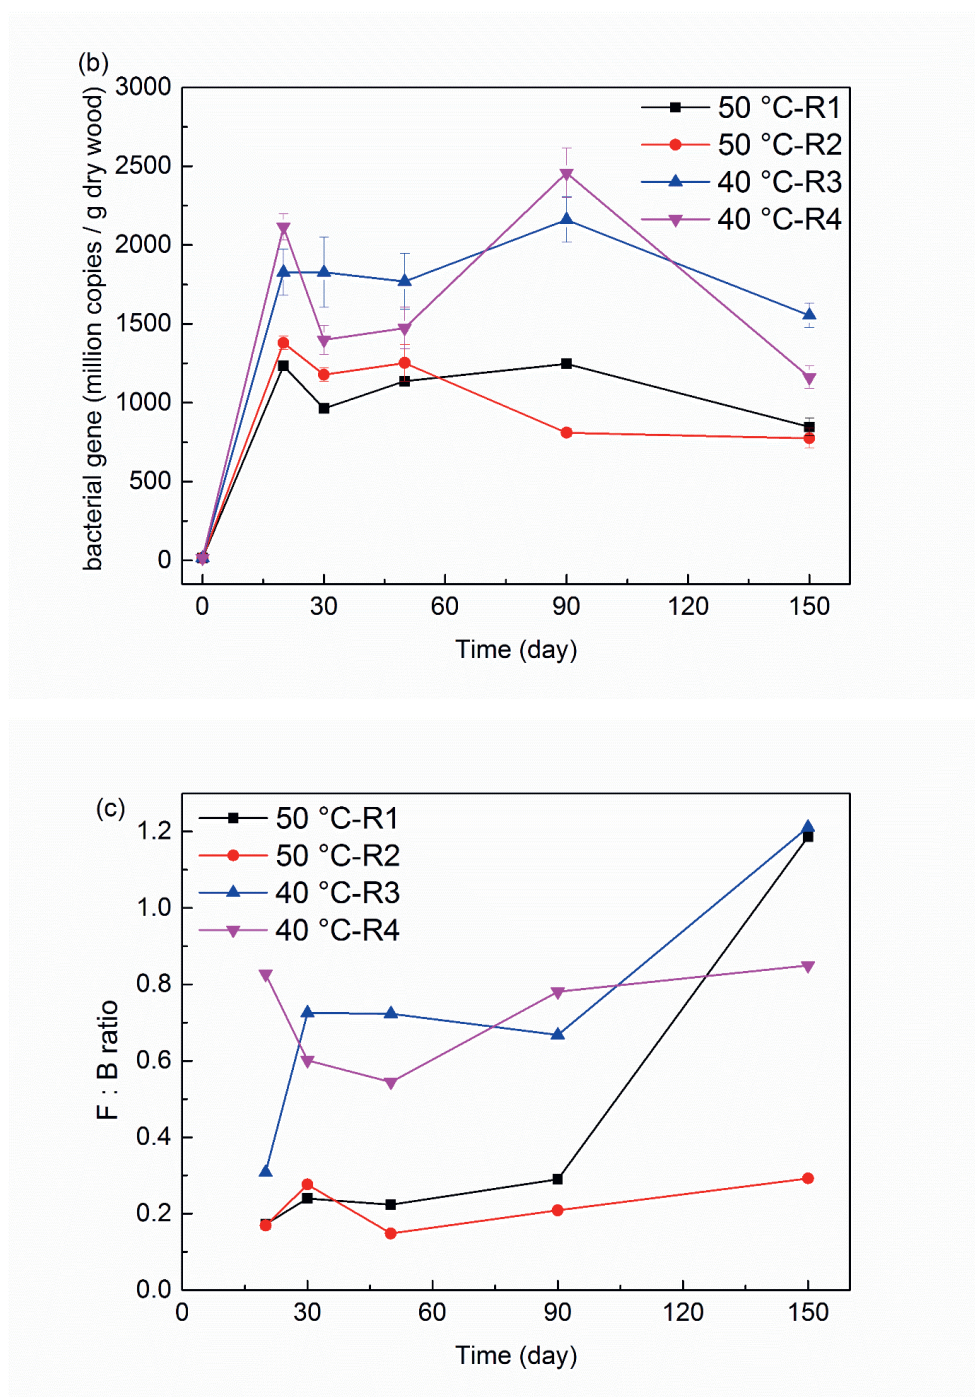 (b)
3000
2500
2000
1500
1000
500
0
bacterial gene (million copies / g dry wood)
50 °C-R1
50 °C-R2
40 °C-R3
40 °C-R4
0 30 60 90 120 150
Time (day)
(c)
1.2
1.0
0.8
0.6
0.4
0.2
0.0
F : B ratio
50 °C-R1
50 °C-R2
40 °C-R3
40 °C-R4
0 30 60 90 120 150
Time (day)